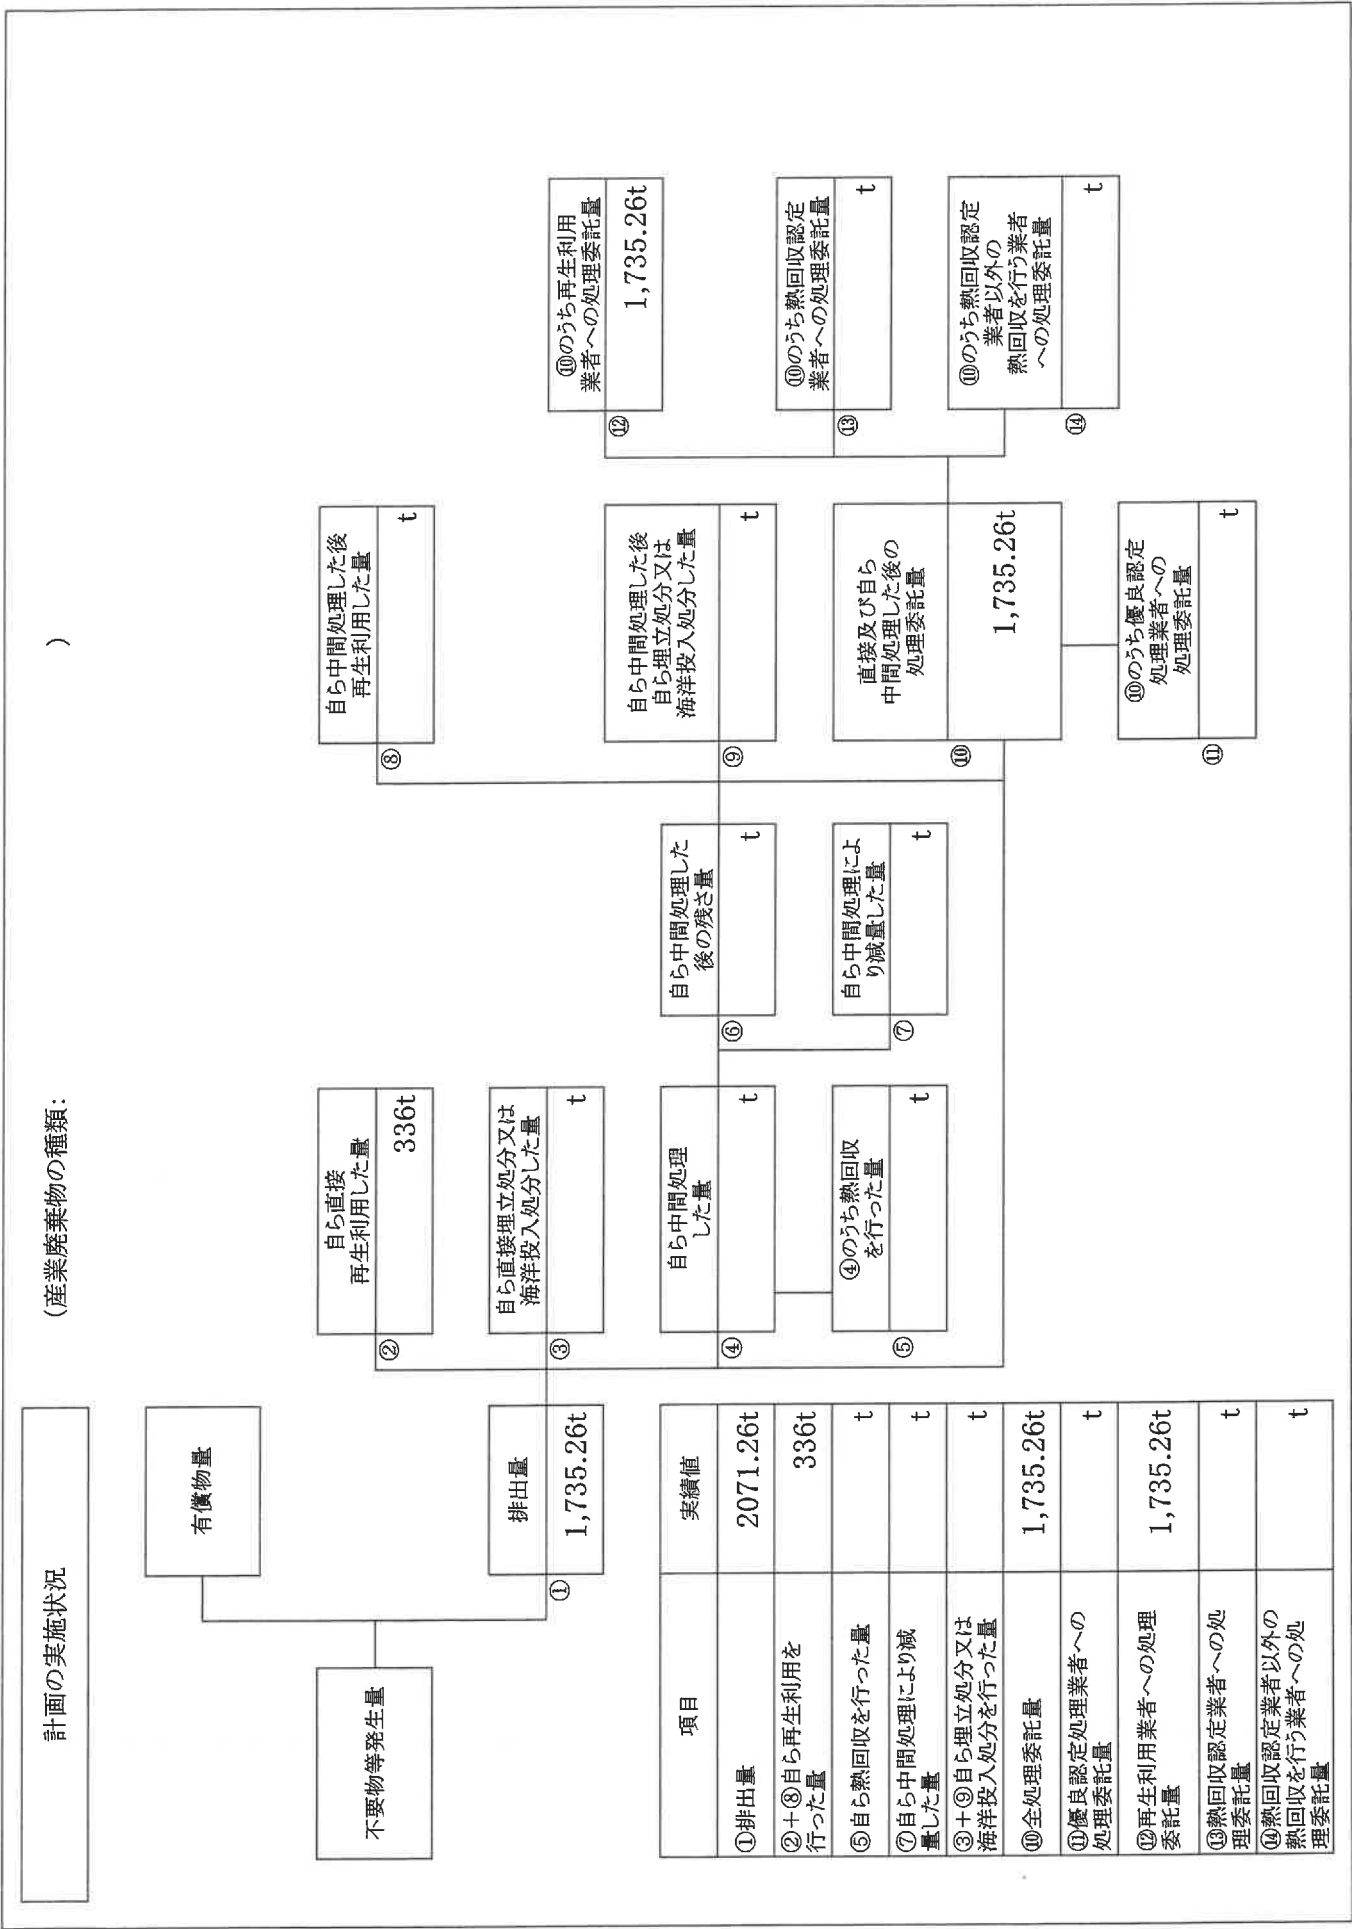 計画の実施状況
（産業廃棄物の種類：　　　　　）
不要物等発生量
有償物量
①
排出量
1,735.26t
②
自ら直接
再生利用した量
336t
③
自ら直接埋立処分又は
海洋投入処分した量
t
④
自ら中間処理
した量
t
⑤
④のうち熱回収
を行った量
t
⑥
自ら中間処理した
後の残さ量
t
⑦
自ら中間処理によ
り減量した量
t
⑧
自ら中間処理した後
再生利用した量
t
⑨
自ら中間処理した後
自ら埋立処分又は
海洋投入処分した量
t
⑩
直接及び自ら
中間処理した後の
処理委託量
1,735.26t
⑪
⑩のうち優良認定
処理業者への
処理委託量
t
⑫
⑩のうち再生利用
業者への処理委託量
1,735.26t
⑬
⑩のうち熱回収認定
業者への処理委託量
t
⑭
⑩のうち熱回収認定
業者以外の
熱回収を行う業者
への処理委託量
t
項目 実績値
①排出量 2071.26t
②+⑧自ら再生利用を
行った量 336t
⑤自ら熱回収を行った量 t
⑦自ら中間処理により減
量した量 t
③+⑨自ら埋立処分又は
海洋投入処分を行った量 t
⑩全処理委託量 1,735.26t
⑪優良認定処理業者への
処理委託量 t
⑫再生利用業者への処理
委託量 1,735.26t
⑬熱回収認定業者への処
理委託量 t
⑭熱回収認定業者以外の
熱回収を行う業者への処
理委託量 t